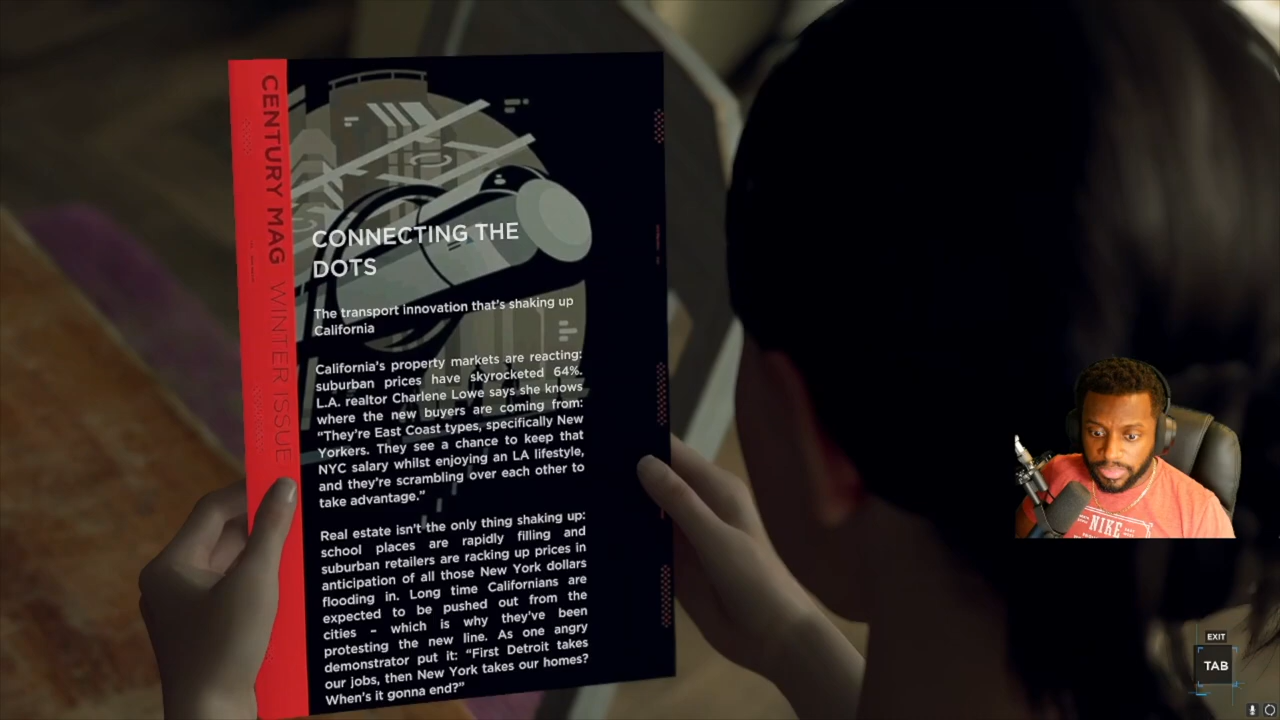 CENTURY MAG WINTER ISSUE
CONNECTING THE
DOTS
The transport innovation that's shaking up
California
California's property markets are reacting:
suburban prices have skyrocketed 64%.
L.A. realtor Charlene Lowe says she knows
where the new buyers are coming from:
"They're East Coast types, specifically New
Yorkers. They see a chance to keep that
NYC salary whilst enjoying an LA lifestyle,
and they're scrambling over each other to
take advantage."
Real estate isn't the only thing shaking up:
school places are rapidly filling and
suburban retailers are racking up prices in
anticipation of all those New York dollars
flooding in. Long time Californians are
expected to be pushed out from the
cities – which is why they've been
protesting the new line. As one angry
demonstrator put it: "First Detroit takes
our jobs, then New York takes our homes?
When's it gonna end?"
NIKE
EXIT
TAB